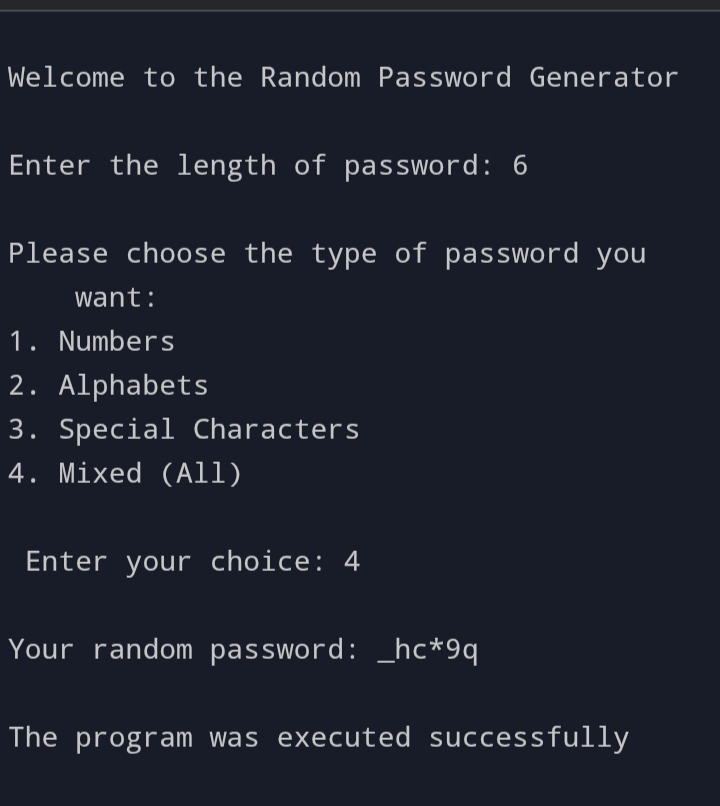 Welcome to the Random Password Generator
Enter the length of password: 6
Please choose the type of password you
want:
1. Numbers
2. Alphabets
3. Special Characters
4. Mixed (All)
Enter your choice: 4
Your random password: _hc*9q
The program was executed successfully